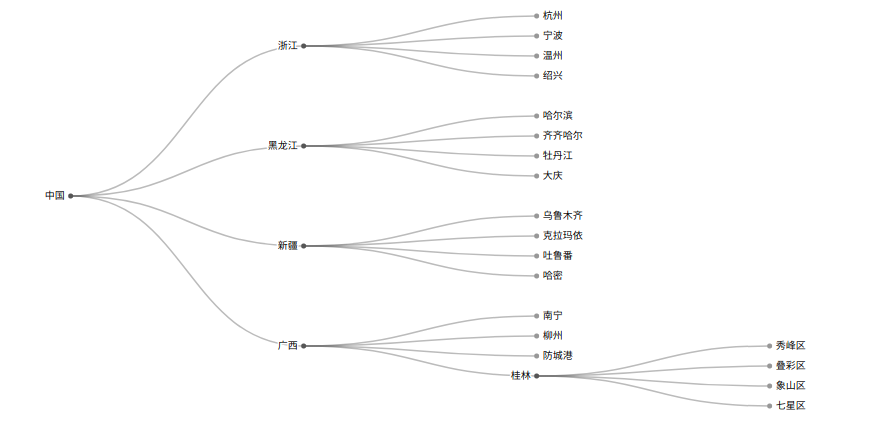 中国
浙江
杭州
宁波
温州
绍兴
黑龙江
哈尔滨
齐齐哈尔
牡丹江
大庆
新疆
乌鲁木齐
克拉玛依
吐鲁番
哈密
广西
南宁
柳州
防城港
桂林
秀峰区
叠彩区
象山区
七星区